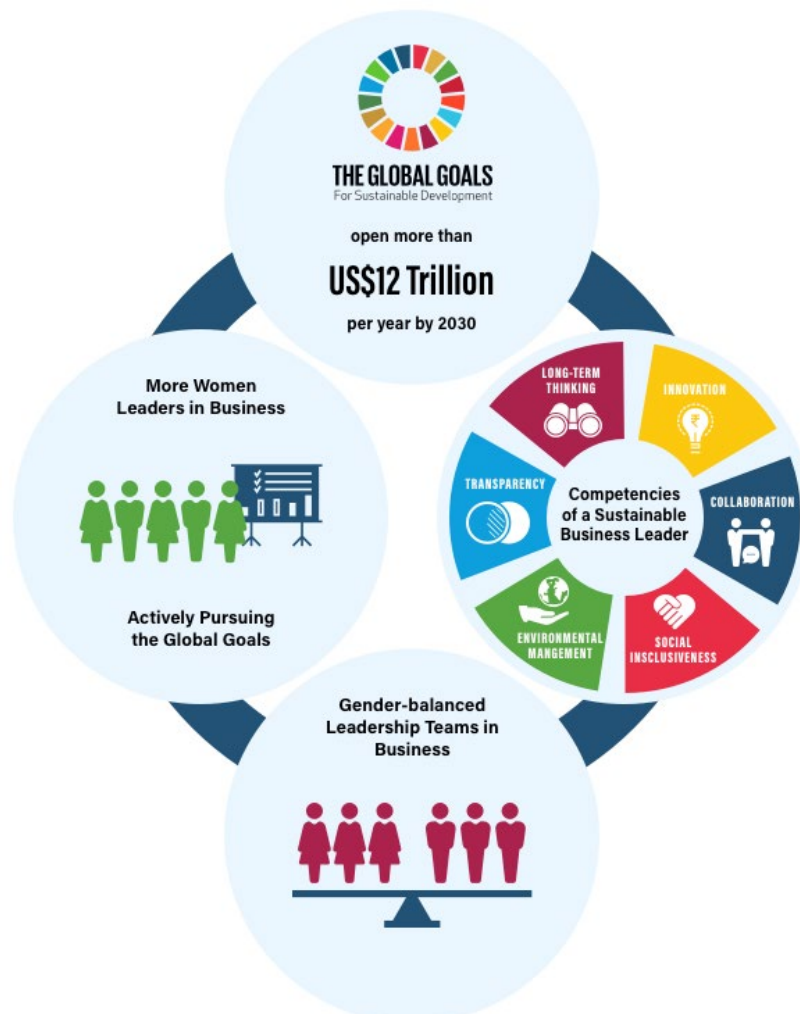 THE GLOBAL GOALS
For Sustainable Development
open more than
US$12 Trillion
per year by 2030
More Women
Leaders in Business
Actively Pursuing
the Global Goals
LONG-TERM
THINKING
INNOVATION
₹
TRANSPARENCY
Competencies
of a Sustainable
Business Leader
COLLABORATION
ENVIRONMENTAL
MANGEMENT
SOCIAL
INSCLUSIVENESS
Gender-balanced
Leadership Teams in
Business